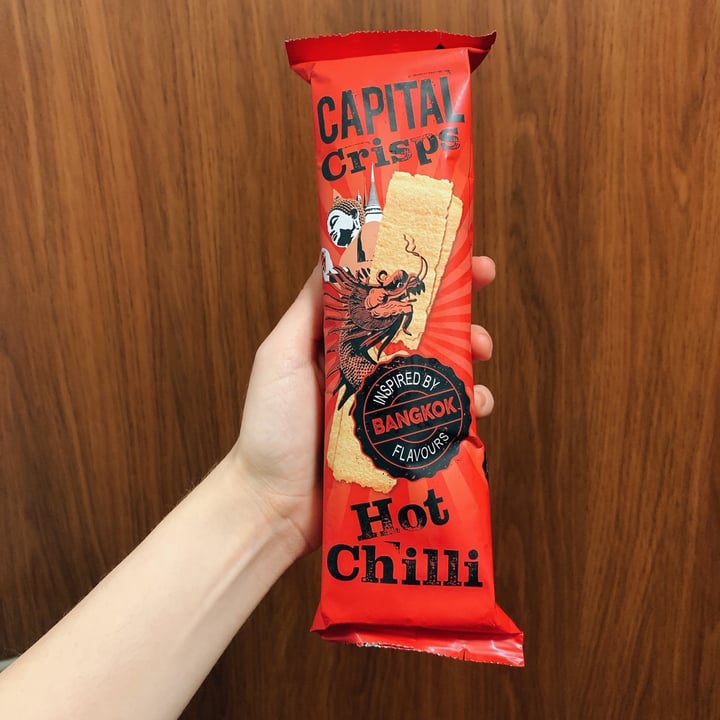 CAPITAL
Crisps
INSPIRED BY
BANGKOK
FLAVOURS
Hot
Chilli